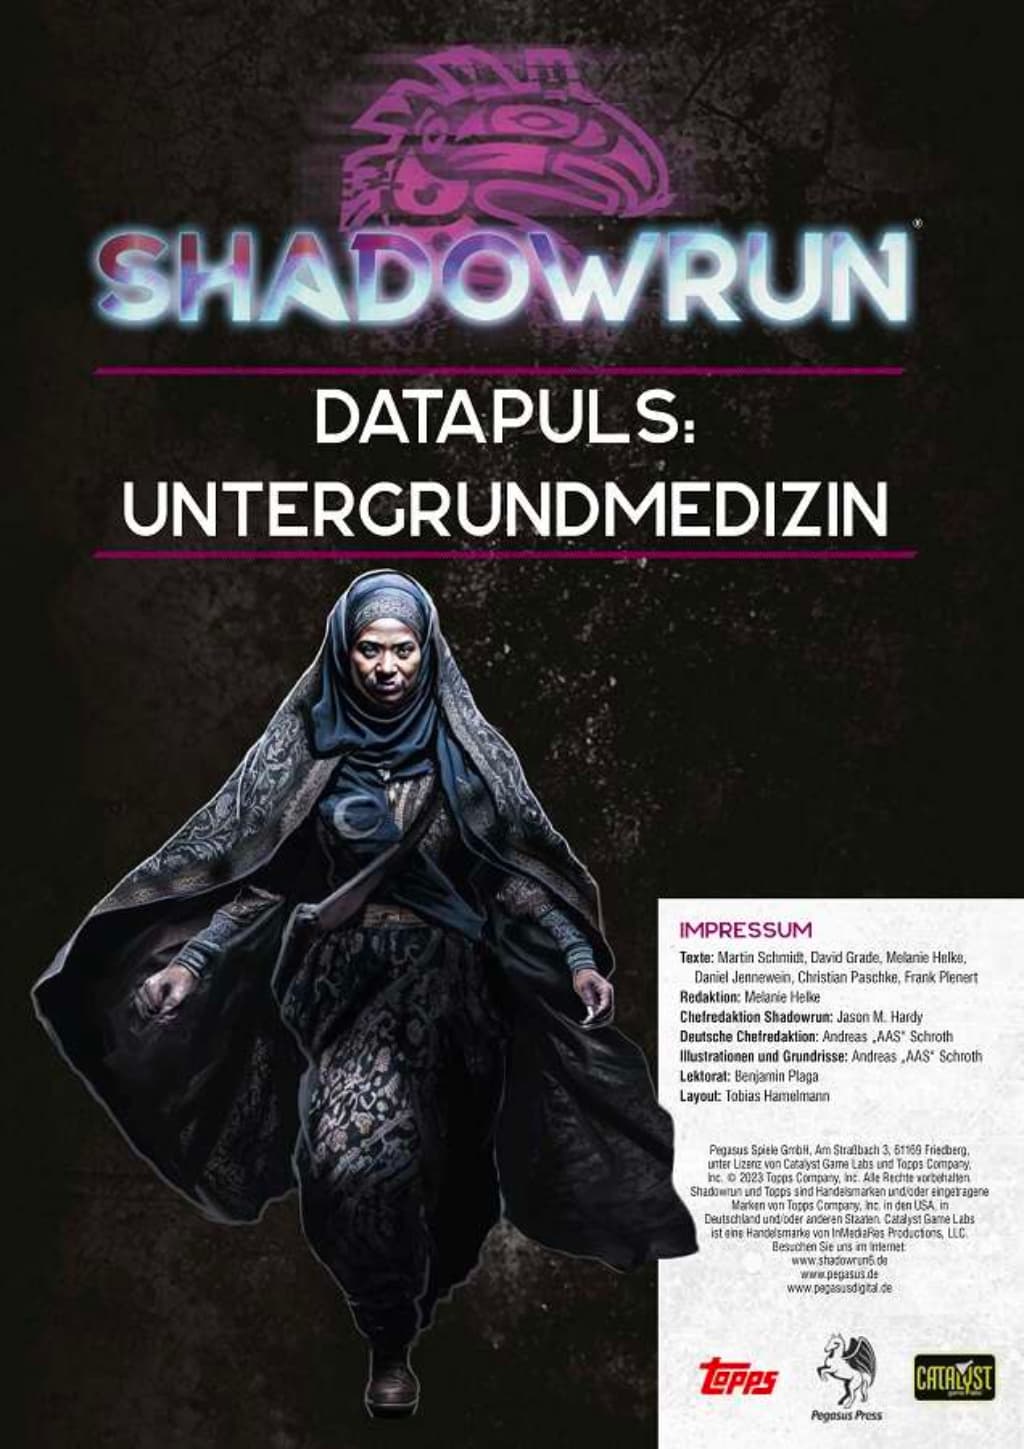 SHADOWRUN®
DATAPULS:
UNTERGRUNDMEDIZIN
IMPRESSUM
Texte: Martin Schmidt, David Grade, Melanie Helke,
Daniel Jennewein, Christian Paschke, Frank Plenert
Redaktion: Melanie Helke
Chefredaktion Shadowrun: Jason M. Hardy
Deutsche Chefredaktion: Andreas „AAS“ Schroth
Illustrationen und Grundrisse: Andreas „AAS“ Schroth
Lektorat: Benjamin Plaga
Layout: Tobias Hamelmann
Pegasus Spiele GmbH, Am Straßbach 3, 61169 Friedberg,
unter Lizenz von Catalyst Game Labs und Topps Company,
Inc. © 2023 Topps Company, Inc. Alle Rechte vorbehalten.
Shadowrun und Topps sind Handelsmarken und/oder eingetragene
Marken von Topps Company, Inc. in den USA, in
Deutschland und/oder anderen Staaten. Catalyst Game Labs
ist eine Handelsmarke von InMediaRes Productions, LLC.
Besuchen Sie uns im Internet:
www.shadowrun6.de
www.pegasus.de
www.pegasusdigital.de
Topps
Pegasus Press
CATALYST
game labs